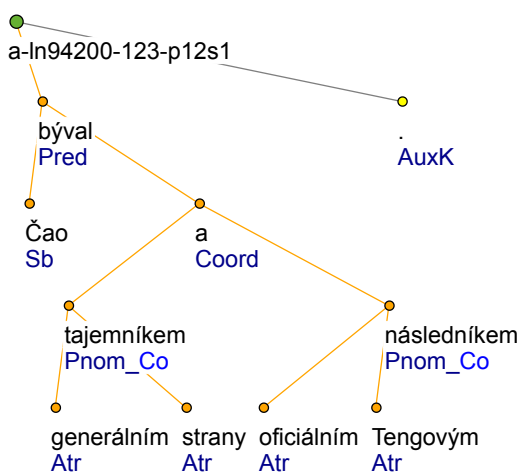 a-ln94200-123-p12s1
býval .
Pred AuxK
Čao a
Sb Coord
tajemníkem následníkem
Pnom_Co Pnom_Co
generálním strany oficiálním Tengovým
Atr Atr Atr Atr